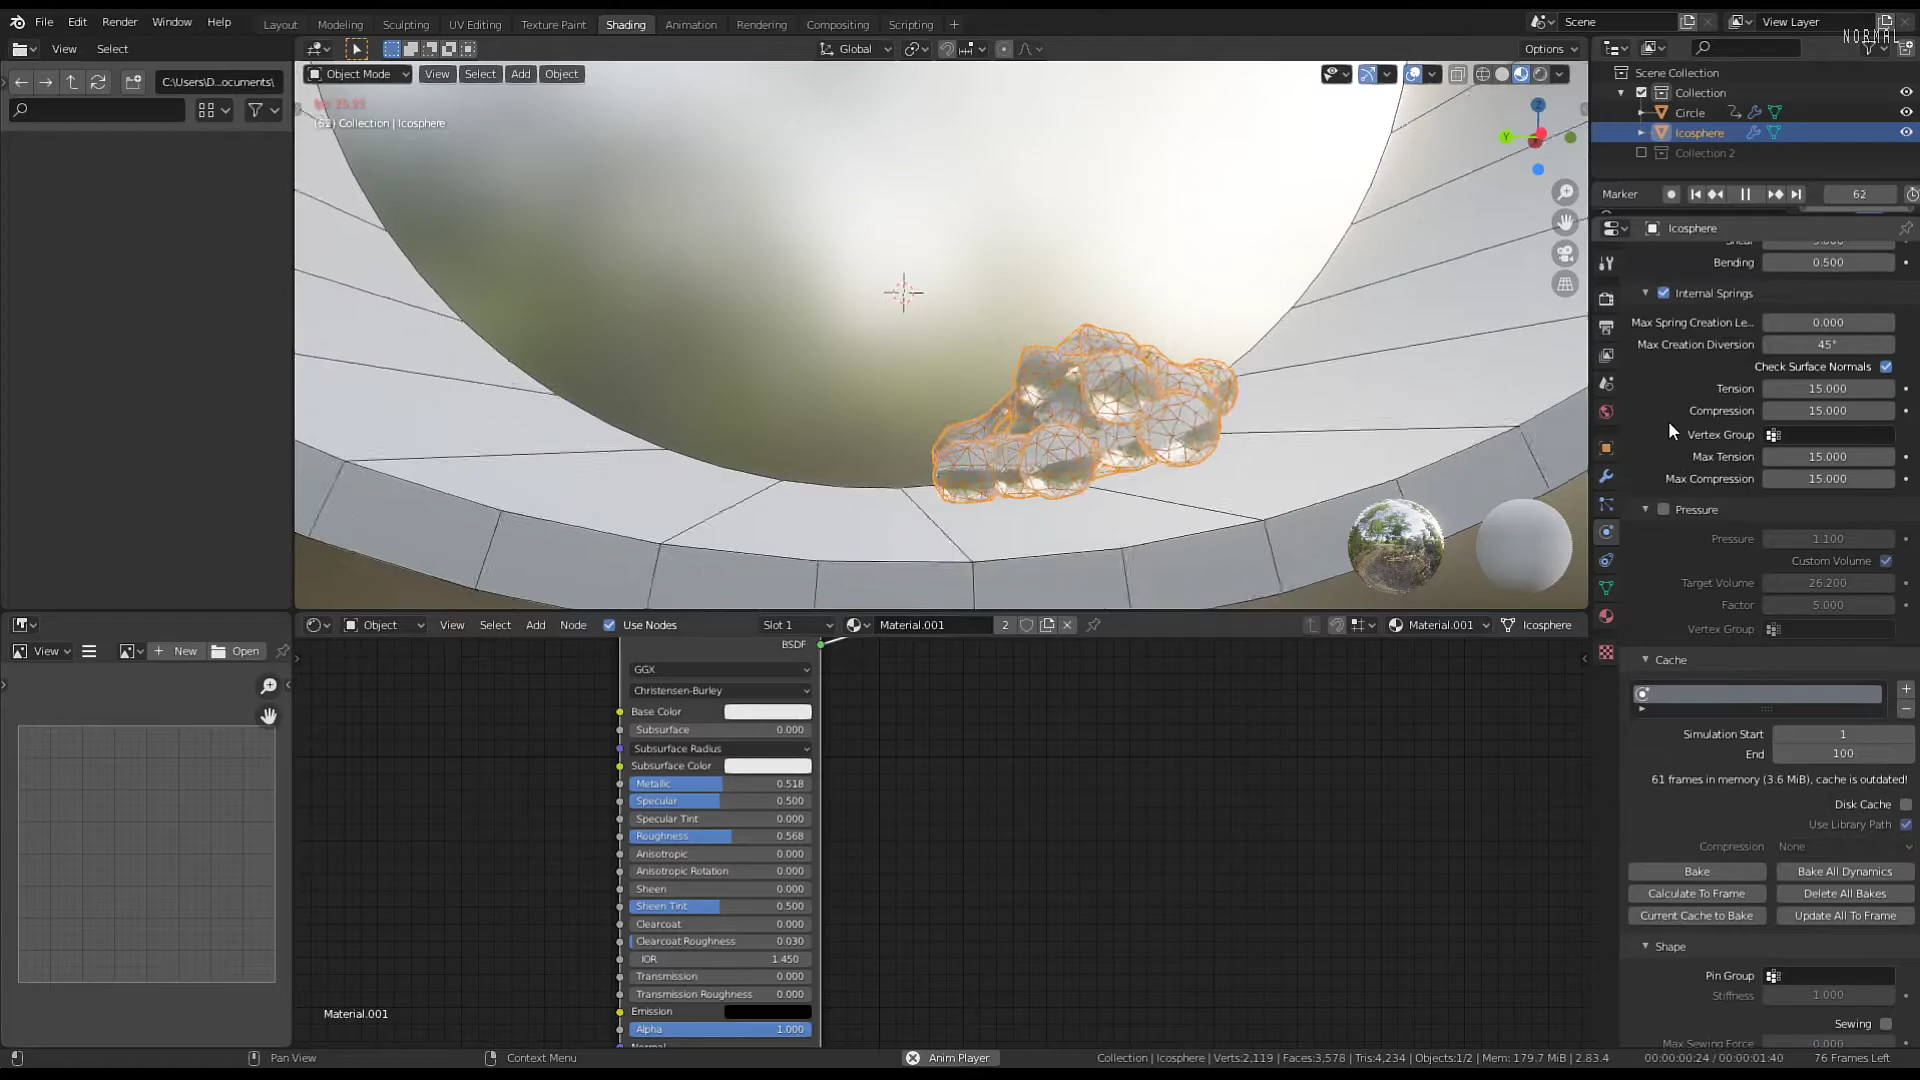 File Edit Render Window Help Layout Modeling Sculpting UV Editing Texture Paint Shading Animation Rendering Compositing Scripting + Scene View Layer
NORMAL
View Select Global Options
C:\Users\D...ocuments\ Object Mode View Select Add Object
(62) Collection | Icosphere
Scene Collection
Collection
Circle
Icosphere
Collection 2
Marker 62
Icosphere
Bending 0.500
Internal Springs
Max Spring Creation Le... 0.000
Max Creation Diversion 45°
Check Surface Normals
Tension 15.000
Compression 15.000
Vertex Group
Max Tension 15.000
Max Compression 15.000
Pressure
Pressure 1.100
Custom Volume
Target Volume 26.200
Factor 5.000
Vertex Group
Cache
Simulation Start 1
End 100
61 frames in memory (3.6 MiB), cache is outdated!
Disk Cache
Use Library Path
Compression None
Bake Bake All Dynamics
Calculate To Frame Delete All Bakes
Current Cache to Bake Update All To Frame
Shape
Pin Group
Stiffness 1.000
Sewing
Max Sewing Force 0.000
X Y Z
Object View Select Add Node Use Nodes Slot 1 Material.001 2 Material.001 Icosphere
View + New Open
BSDF
GGX
Christensen-Burley
Base Color
Subsurface 0.000
Subsurface Radius
Subsurface Color
Metallic 0.518
Specular 0.500
Specular Tint 0.000
Roughness 0.568
Anisotropic 0.000
Anisotropic Rotation 0.000
Sheen 0.000
Sheen Tint 0.500
Clearcoat 0.000
Clearcoat Roughness 0.030
IOR 1.450
Transmission 0.000
Transmission Roughness 0.000
Emission
Alpha 1.000
Normal
Material.001
Pan View Context Menu Anim Player Collection | Icosphere | Verts:2,119 | Faces:3,578 | Tris:4,234 | Objects:1/2 | Mem: 179.7 MiB | 2.83.4 00:00:00:24 / 00:00:01:40 76 Frames Left